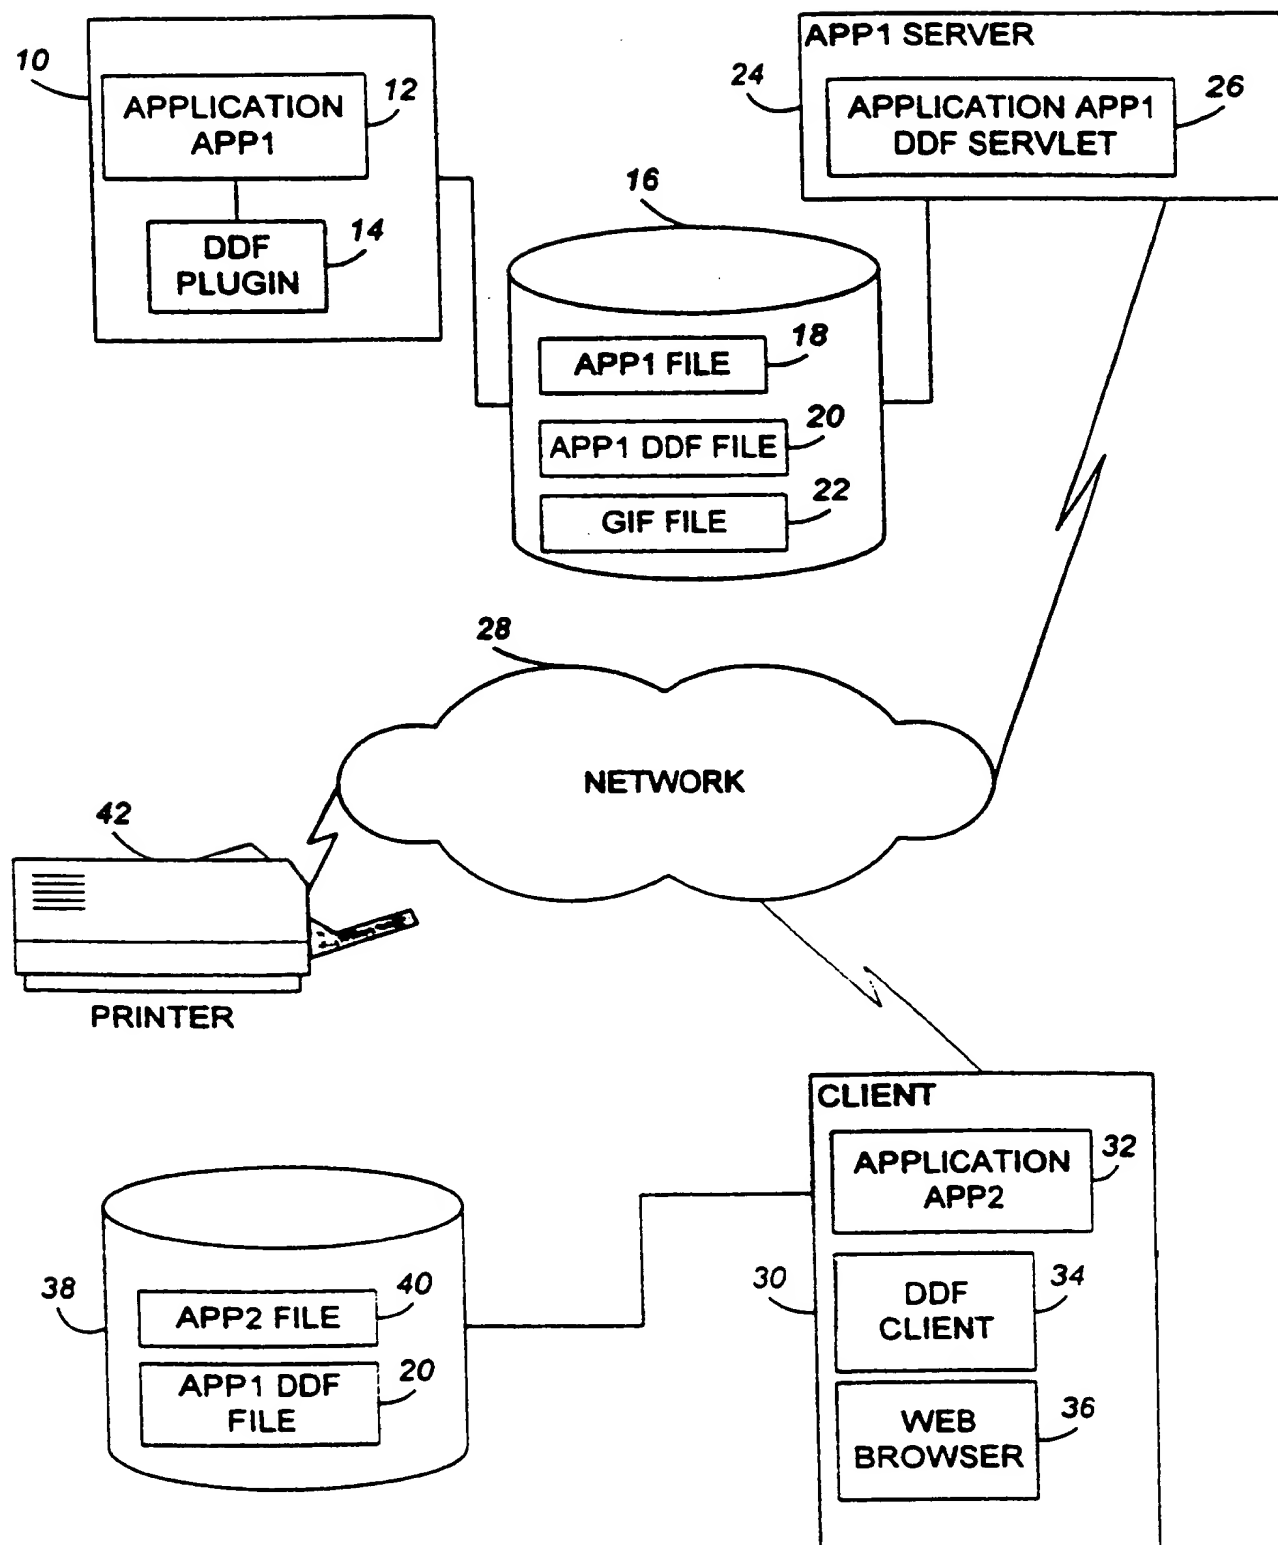 10
APPLICATION
APP1
12
DDF
PLUGIN
14
APP1 SERVER
24
APPLICATION APP1
DDF SERVLET
26
16
APP1 FILE
18
APP1 DDF FILE
20
GIF FILE
22
28
NETWORK
42
PRINTER
CLIENT
APPLICATION
APP2
32
30
DDF
CLIENT
34
WEB
BROWSER
36
38
APP2 FILE
40
APP1 DDF
FILE
20